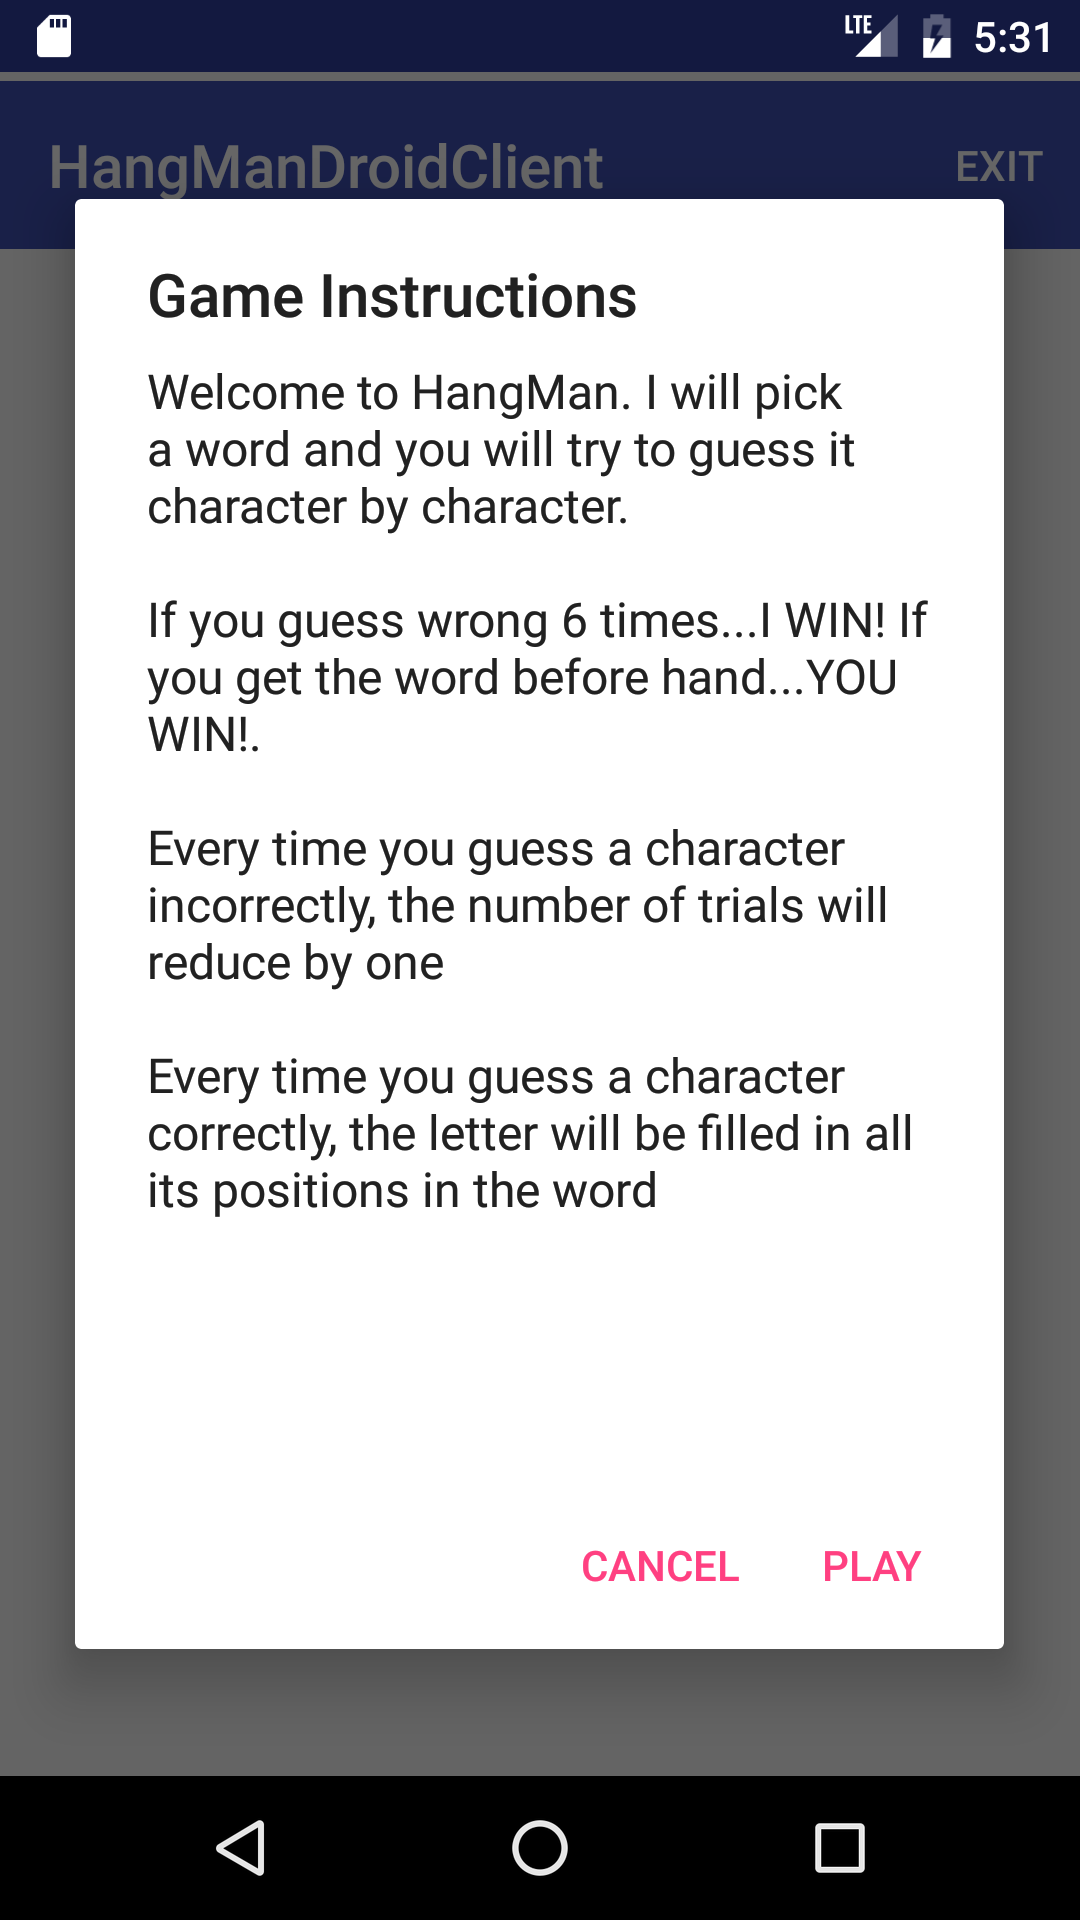 LTE 5:31
HangManDroidClient EXIT
Game Instructions
Welcome to HangMan. I will pick
a word and you will try to guess it
character by character.
If you guess wrong 6 times...I WIN! If
you get the word before hand...YOU
WIN!.
Every time you guess a character
incorrectly, the number of trials will
reduce by one
Every time you guess a character
correctly, the letter will be filled in all
its positions in the word
CANCEL PLAY